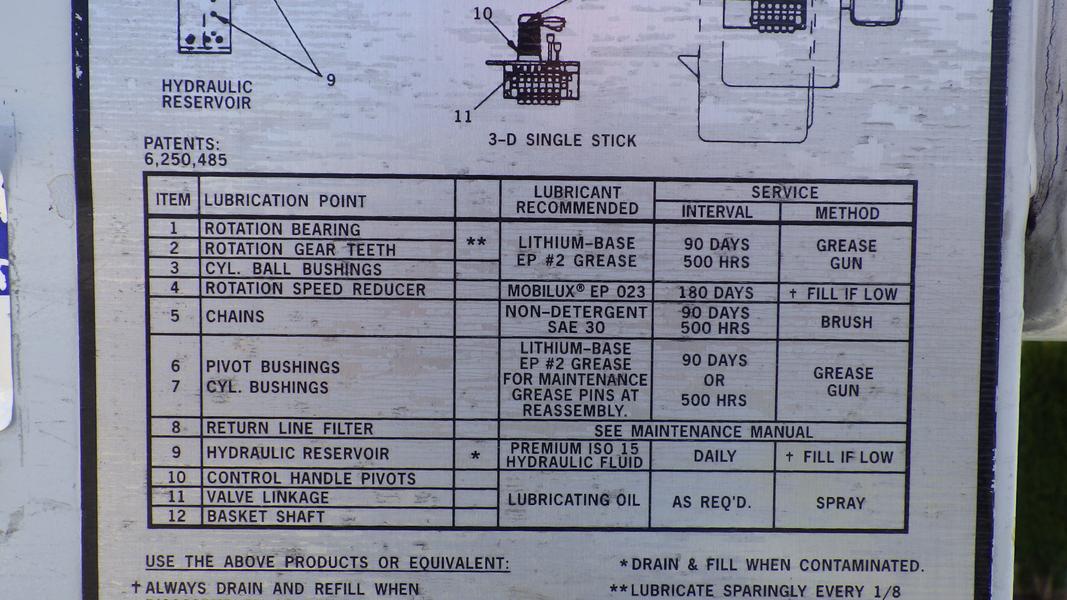 10
9
HYDRAULIC
RESERVOIR
11
3-D SINGLE STICK
PATENTS:
6,250,485
ITEM LUBRICATION POINT LUBRICANT RECOMMENDED SERVICE
INTERVAL METHOD
1 ROTATION BEARING
2 ROTATION GEAR TEETH
3 CYL. BALL BUSHINGS
**
LITHIUM-BASE
EP #2 GREASE
90 DAYS
500 HRS
GREASE
GUN
4 ROTATION SPEED REDUCER MOBILUX® EP 023 180 DAYS † FILL IF LOW
5 CHAINS
NON-DETERGENT
SAE 30
90 DAYS
500 HRS
BRUSH
6 PIVOT BUSHINGS
7 CYL. BUSHINGS
LITHIUM-BASE
EP #2 GREASE
FOR MAINTENANCE
GREASE PINS AT
REASSEMBLY.
90 DAYS
OR
500 HRS
GREASE
GUN
8 RETURN LINE FILTER SEE MAINTENANCE MANUAL
9 HYDRAULIC RESERVOIR *
PREMIUM ISO 15
HYDRAULIC FLUID
DAILY † FILL IF LOW
10 CONTROL HANDLE PIVOTS
11 VALVE LINKAGE
12 BASKET SHAFT
LUBRICATING OIL AS REQ'D. SPRAY
USE THE ABOVE PRODUCTS OR EQUIVALENT:
†ALWAYS DRAIN AND REFILL WHEN
*DRAIN & FILL WHEN CONTAMINATED.
**LUBRICATE SPARINGLY EVERY 1/8